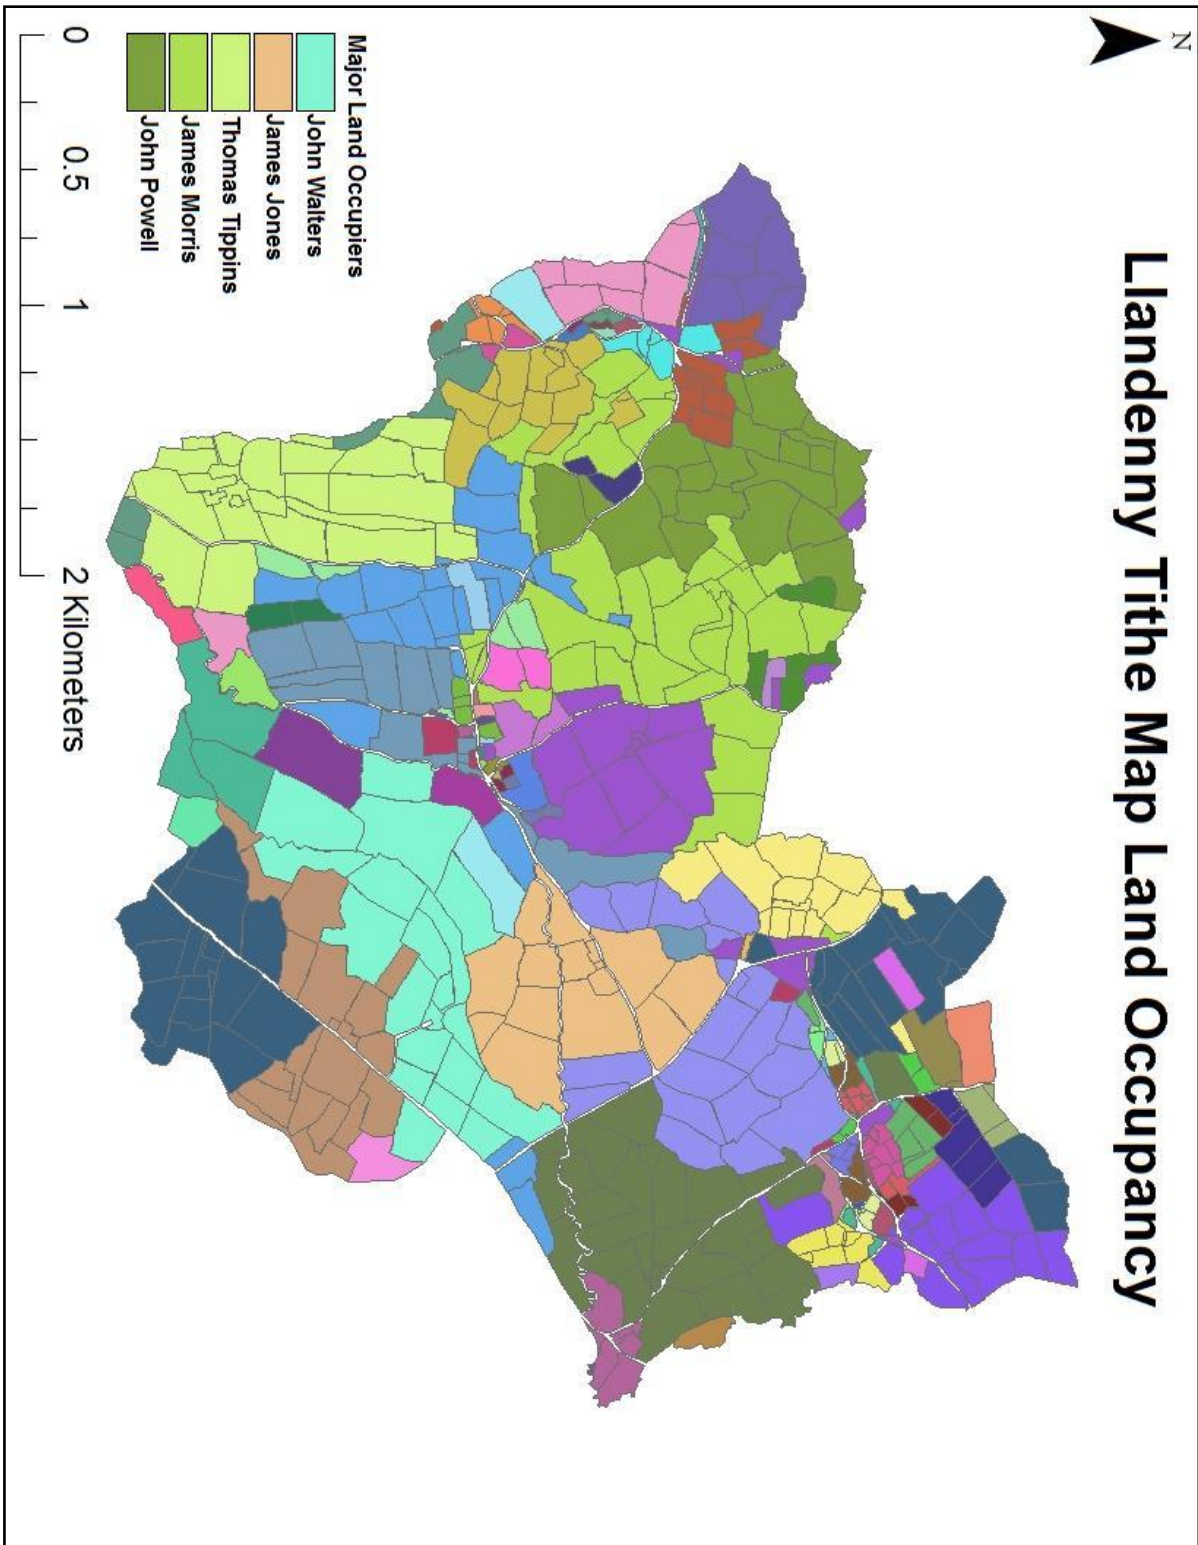 N
Llandenny Tithe Map Land Occupancy
Major Land Occupiers
John Walters
James Jones
Thomas Tippins
James Morris
John Powell
0 0.5 1 2 Kilometers